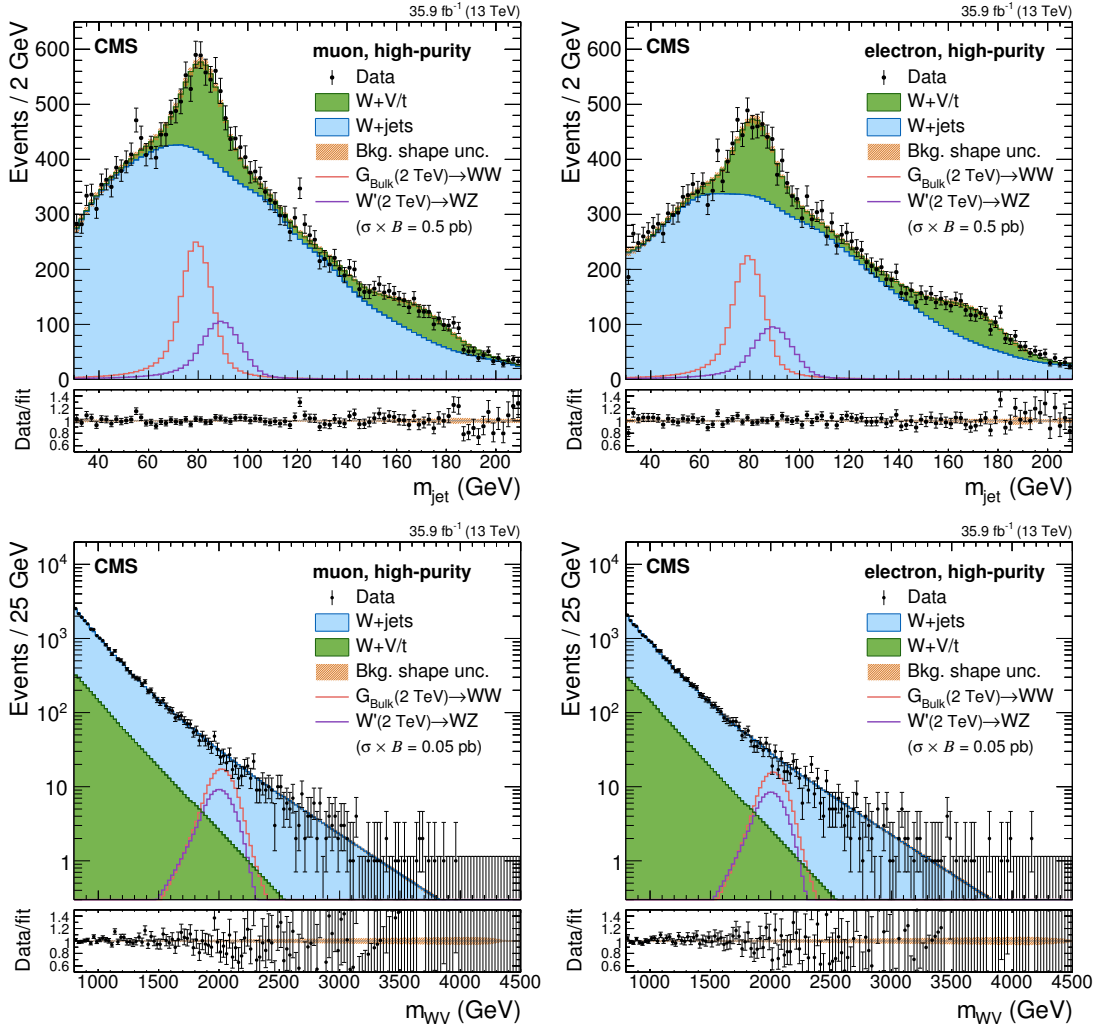 35.9 fb⁻¹ (13 TeV)
CMS
muon, high-purity
Data
W+V/t
W+jets
Bkg. shape unc.
G_Bulk(2 TeV)→WW
W'(2 TeV)→WZ
(σ × B = 0.5 pb)
Events / 2 GeV
600
500
400
300
200
100
0
Data/fit
1.4
1.2
1
0.8
0.6
40 60 80 100 120 140 160 180 200
m_jet (GeV)
35.9 fb⁻¹ (13 TeV)
CMS
electron, high-purity
Data
W+V/t
W+jets
Bkg. shape unc.
G_Bulk(2 TeV)→WW
W'(2 TeV)→WZ
(σ × B = 0.5 pb)
Events / 2 GeV
600
500
400
300
200
100
0
Data/fit
1.4
1.2
1
0.8
0.6
40 60 80 100 120 140 160 180 200
m_jet (GeV)
35.9 fb⁻¹ (13 TeV)
CMS
muon, high-purity
Data
W+jets
W+V/t
Bkg. shape unc.
G_Bulk(2 TeV)→WW
W'(2 TeV)→WZ
(σ × B = 0.05 pb)
Events / 25 GeV
10⁴
10³
10²
10
1
Data/fit
1.4
1.2
1
0.8
0.6
1000 1500 2000 2500 3000 3500 4000 4500
m_WV (GeV)
35.9 fb⁻¹ (13 TeV)
CMS
electron, high-purity
Data
W+jets
W+V/t
Bkg. shape unc.
G_Bulk(2 TeV)→WW
W'(2 TeV)→WZ
(σ × B = 0.05 pb)
Events / 25 GeV
10⁴
10³
10²
10
1
Data/fit
1.4
1.2
1
0.8
0.6
1000 1500 2000 2500 3000 3500 4000 4500
m_WV (GeV)